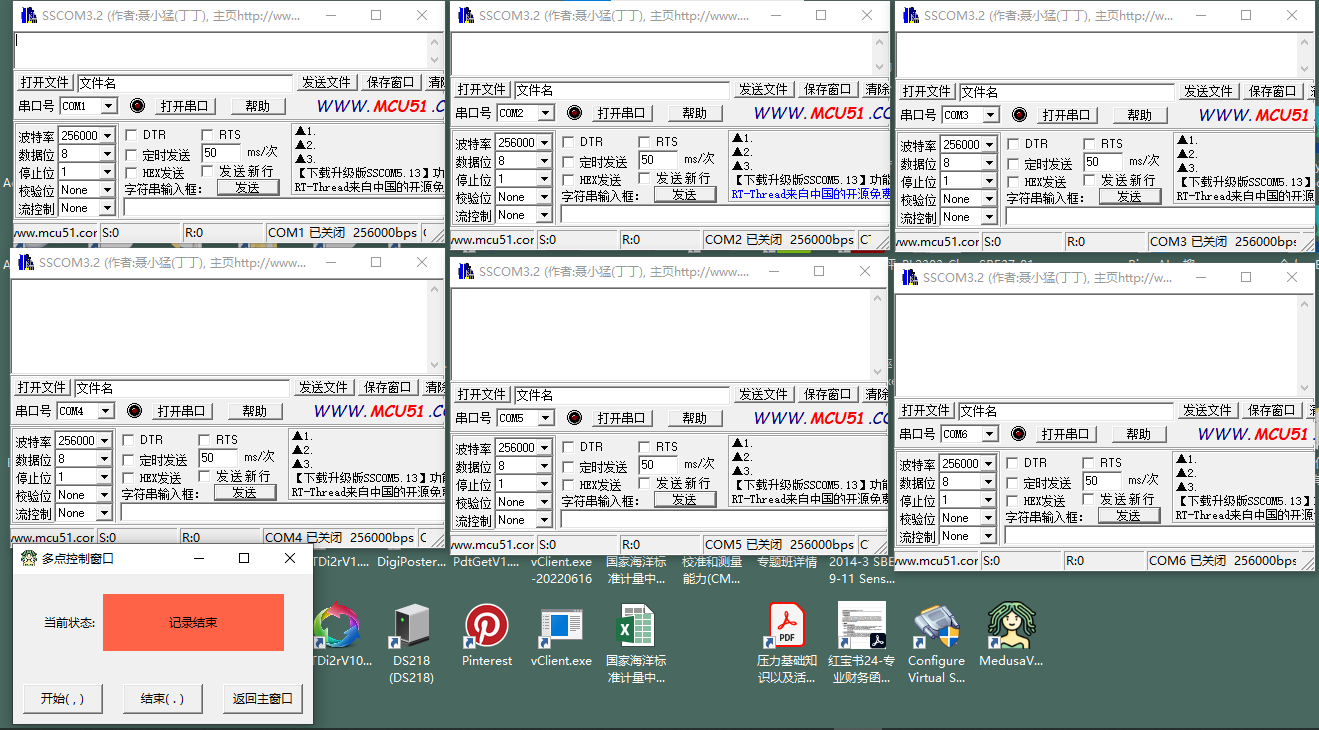 SSCOM3.2 (作者:聂小猛(丁丁), 主页http://ww...
打开文件 文件名 发送文件 保存窗口
串口号 COM1 打开串口 帮助 WWW.MCU51.C
波特率 256000 DTR RTS
数据位 8 定时发送 50 ms/次
停止位 1 HEX发送 发送新行
校验位 None 字符串输入框: 发送
流控制 None
▲1.
▲2.
▲3.
【下载升级版SSCOM5.13】功
RT-Thread来自中国的开源免
ww.mcu51.cor S:0 R:0 COM1 已关闭 256000bps
SSCOM3.2 (作者:聂小猛(丁丁), 主页http://ww....
打开文件 文件名 发送文件 保存窗口 清除
串口号 COM2 打开串口 帮助 WWW.MCU51.CO
波特率 256000 DTR RTS
数据位 8 定时发送 50 ms/次
停止位 1 HEX发送 发送新行
校验位 None 字符串输入框: 发送
流控制 None
▲1.
▲2.
▲3.
【下载升级版SSCOM5.13】功能
RT-Thread来自中国的开源免费
ww.mcu51.cor S:0 R:0 COM2 已关闭 256000bps
SSCOM3.2 (作者:聂小猛(丁丁), 主页http://w...
打开文件 文件名 发送文件 保存窗口
串口号 COM3 打开串口 帮助 WWW.MCU51
波特率 256000 DTR RTS
数据位 8 定时发送 50 ms/次
停止位 1 HEX发送 发送新行
校验位 None 字符串输入框: 发送
流控制 None
▲1.
▲2.
▲3.
【下载升级版SSCOM5.13】
RT-Thread来自中国的开源
ww.mcu51.cor S:0 R:0 COM3 已关闭 256000bps
SSCOM3.2 (作者:聂小猛(丁丁), 主页http://www...
打开文件 文件名 发送文件 保存窗口 清除
串口号 COM4 打开串口 帮助 WWW.MCU51.C
波特率 256000 DTR RTS
数据位 8 定时发送 50 ms/次
停止位 1 HEX发送 发送新行
校验位 None 字符串输入框: 发送
流控制 None
▲1.
▲2.
▲3.
【下载升级版SSCOM5.13】功
RT-Thread来自中国的开源免
ww.mcu51.cor S:0 R:0 COM4 已关闭 256000bps
SSCOM3.2 (作者:聂小猛(丁丁), 主页http://ww....
打开文件 文件名 发送文件 保存窗口 清除
串口号 COM5 打开串口 帮助 WWW.MCU51.CO
波特率 256000 DTR RTS
数据位 8 定时发送 50 ms/次
停止位 1 HEX发送 发送新行
校验位 None 字符串输入框: 发送
流控制 None
▲1.
▲2.
▲3.
【下载升级版SSCOM5.13】功能
RT-Thread来自中国的开源免费
ww.mcu51.cor S:0 R:0 COM5 已关闭 256000bps
SSCOM3.2 (作者:聂小猛(丁丁), 主页http://w...
打开文件 文件名 发送文件 保存窗口
串口号 COM6 打开串口 帮助 WWW.MCU51
波特率 256000 DTR RTS
数据位 8 定时发送 50 ms/次
停止位 1 HEX发送 发送新行
校验位 None 字符串输入框: 发送
流控制 None
▲1.
▲2.
▲3.
【下载升级版SSCOM5.13】
RT-Thread来自中国的开源
ww.mcu51.cor S:0 R:0 COM6 已关闭 256000bps
多点控制窗口
当前状态: 记录结束
开始( , ) 结束( . ) 返回主窗口
TDi2rV1...
DigiPoster...
PdtGetV1....
vClient.exe
-20220616
国家海洋标
准计量中...
校准和测量
能力(CM...
专题班详情
2014-3 SBE
9-11 Sens...
TDi2rV10...
DS218
(DS218)
Pinterest
vClient.exe
国家海洋标
准计量中...
PDF
压力基础知
识以及活...
红宝书24-专
业财务函...
Configure
Virtual S...
MedusaV...